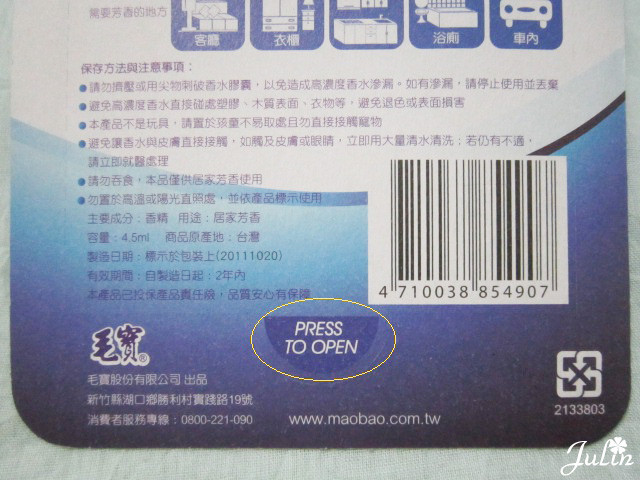 需要芳香的地方
客廳
衣櫃
浴廁
車內
保存方法與注意事項：
●請勿擠壓或用尖物刺破香水膠囊，以免造成高濃度香水滲漏。如有滲漏，請停止使用並丟棄
●避免高濃度香水直接碰處塑膠、木質表面、衣物等，避免退色或表面損害
●本產品不是玩具，請置於孩童不易取處且勿直接接觸寵物
●避免讓香水與皮膚直接接觸，如觸及皮膚或眼睛，立即用大量清水清洗；若仍有不適，
請立即就醫處理
●請勿吞食，本品僅供居家芳香使用
●勿置於高溫或陽光直照處，並依產品標示使用
主要成分：香精 用途：居家芳香
容量：4.5ml 商品原產地：台灣
製造日期：標示於包裝上(20111020)
有效期間：自製造日起：2年內
本產品已投保產品責任險，品質安心有保障
4 710038 854907
PRESS
TO OPEN
毛寶®
毛寶股份有限公司 出品
新竹縣湖口鄉勝利村實踐路19號
消費者服務專線：0800-221-090
www.maobao.com.tw
2133803
Julin